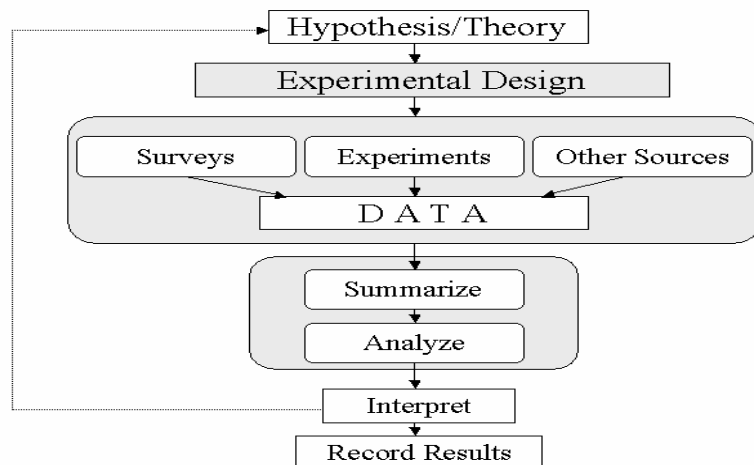 Hypothesis/Theory
Experimental Design
Surveys
Experiments
Other Sources
D A T A
Summarize
Analyze
Interpret
Record Results